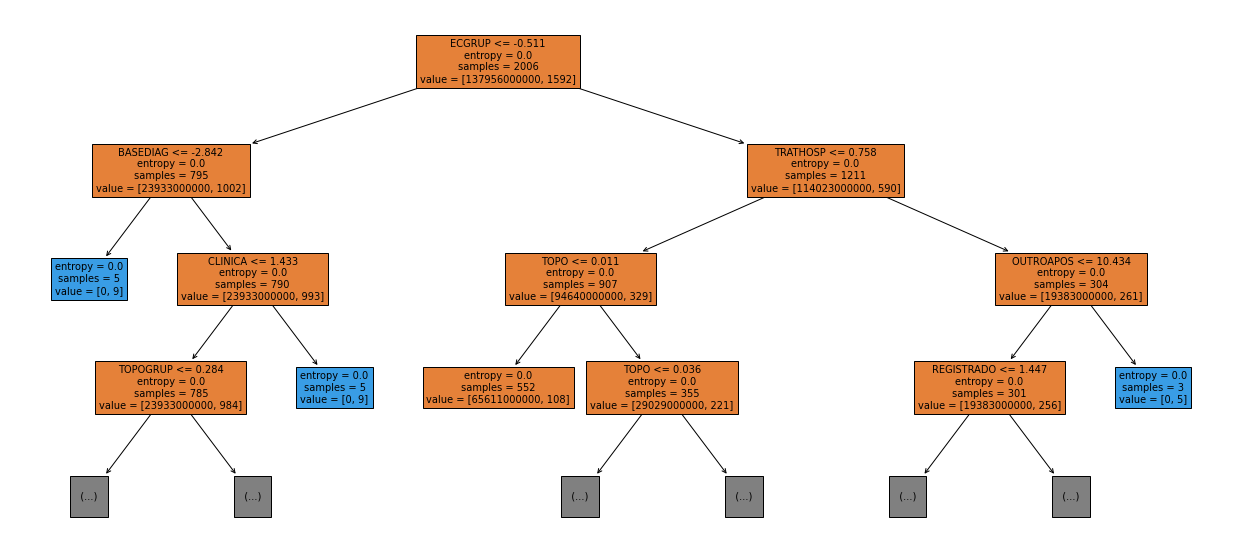 ECGRUP <= -0.511
entropy = 0.0
samples = 2006
value = [137956000000, 1592]
BASEDIAG <= -2.842
entropy = 0.0
samples = 795
value = [23933000000, 1002]
TRATHOSP <= 0.758
entropy = 0.0
samples = 1211
value = [114023000000, 590]
entropy = 0.0
samples = 5
value = [0, 9]
CLINICA <= 1.433
entropy = 0.0
samples = 790
value = [23933000000, 993]
TOPO <= 0.011
entropy = 0.0
samples = 907
value = [94640000000, 329]
OUTROAPOS <= 10.434
entropy = 0.0
samples = 304
value = [19383000000, 261]
TOPOGRUP <= 0.284
entropy = 0.0
samples = 785
value = [23933000000, 984]
entropy = 0.0
samples = 5
value = [0, 9]
entropy = 0.0
samples = 552
value = [65611000000, 108]
TOPO <= 0.036
entropy = 0.0
samples = 355
value = [29029000000, 221]
REGISTRADO <= 1.447
entropy = 0.0
samples = 301
value = [19383000000, 256]
entropy = 0.0
samples = 3
value = [0, 5]
(...)
(...)
(...)
(...)
(...)
(...)